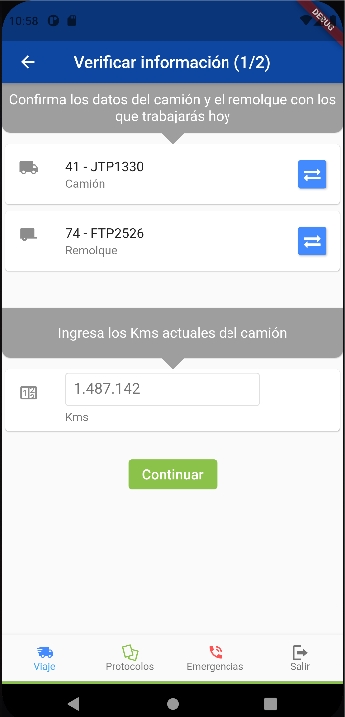 10:58
DEBUG
Verificar información (1/2)
Confirma los datos del camión y el remolque con los
que trabajarás hoy
41 - JTP1330
Camión
74 - FTP2526
Remolque
Ingresa los Kms actuales del camión
1.487.142
Kms
Continuar
Viaje
Protocolos
Emergencias
Salir